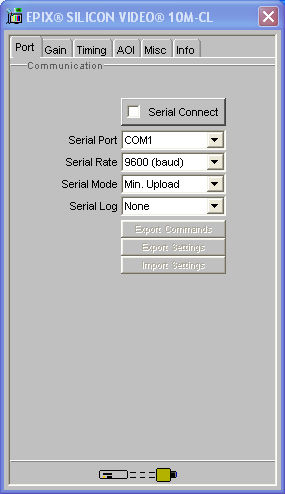 EPIX® SILICON VIDEO® 10M-CL
Port Gain Timing AOI Misc Info
Communication
Serial Connect
Serial Port COM1
Serial Rate 9600 (baud)
Serial Mode Min. Upload
Serial Log None
Export Commands
Export Settings
Import Settings